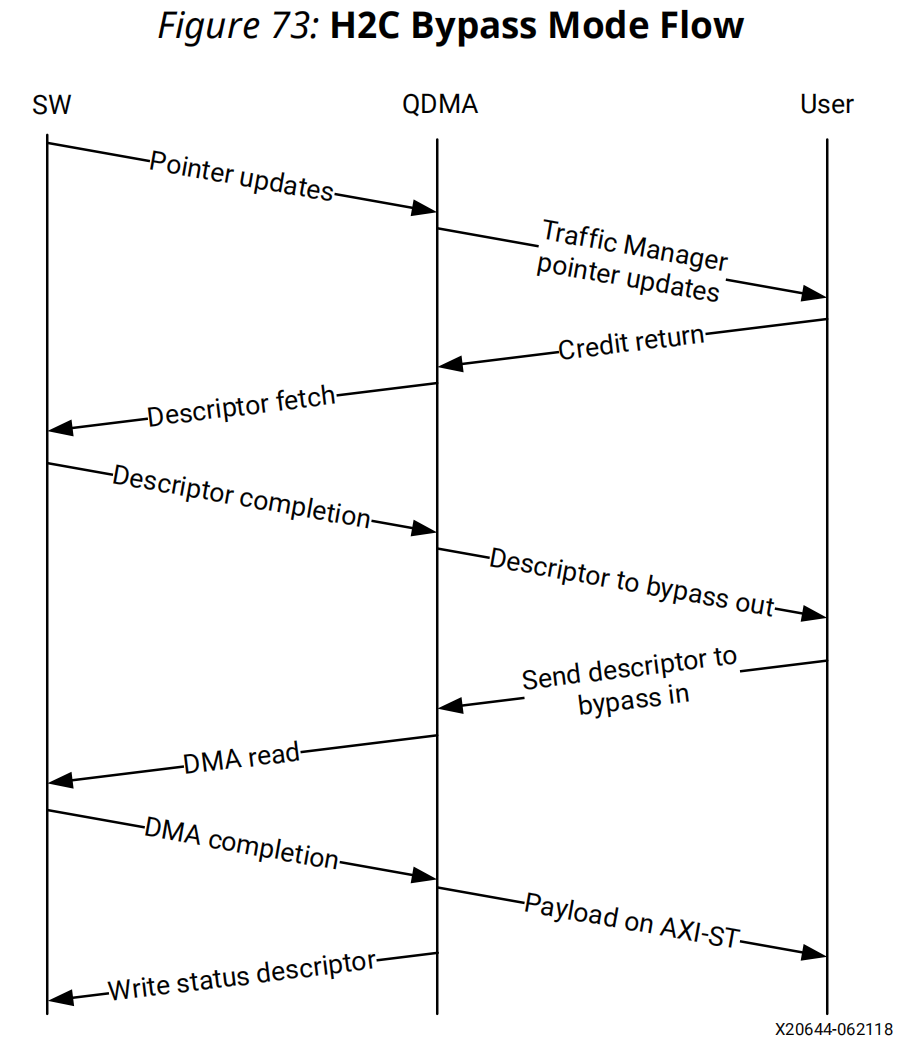 Figure 73: H2C Bypass Mode Flow
SW
QDMA
User
Pointer updates
Traffic Manager
pointer updates
Credit return
Descriptor fetch
Descriptor completion
Descriptor to bypass out
Send descriptor to
bypass in
DMA read
DMA completion
Payload on AXI-ST
Write status descriptor
X20644-062118